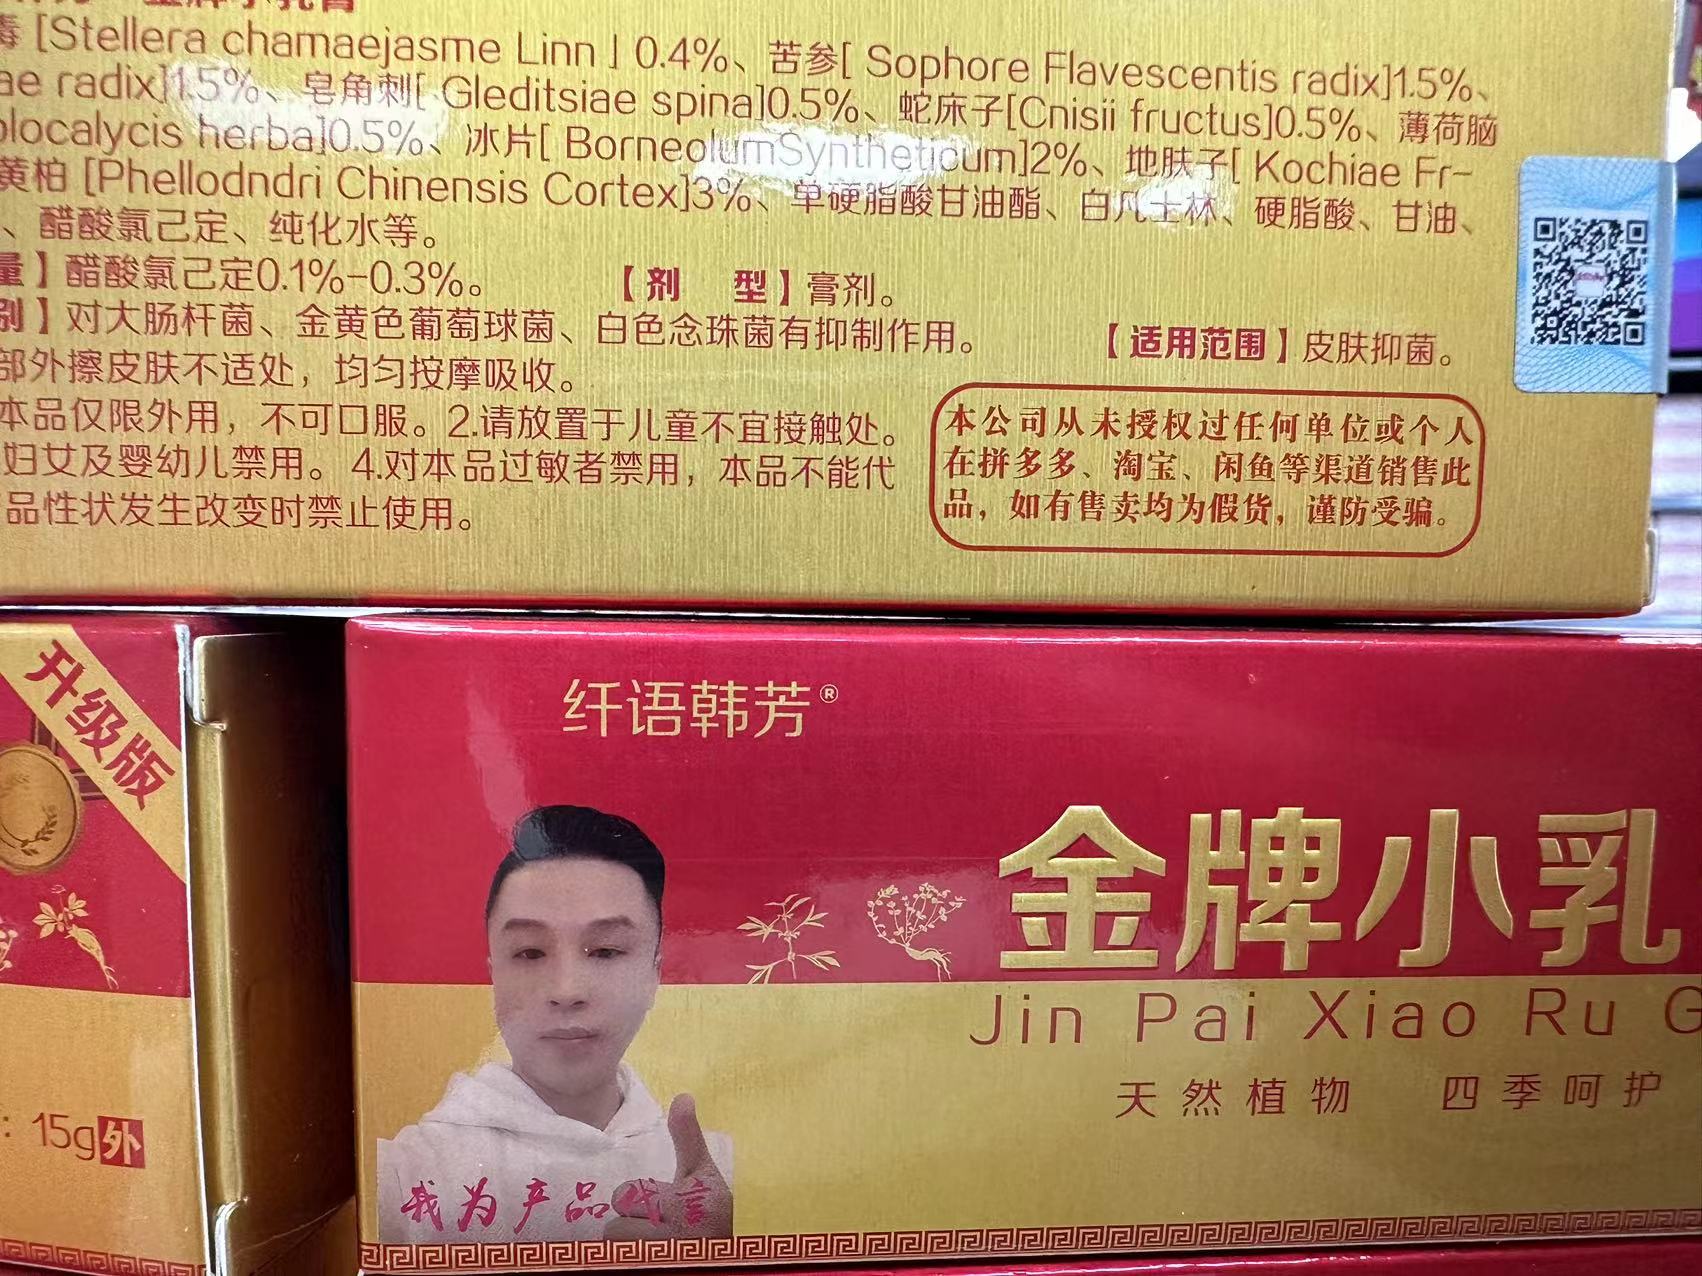 金牌小乳膏
毒 [Stellera chamaejasme Linn ] 0.4%、苦参[ Sophore Flavescentis radix]1.5%、
ae radix]1.5%、皂角刺[ Gleditsiae spina]0.5%、蛇床子[Cnisii fructus]0.5%、薄荷脑
olocalycis herba]0.5%、冰片[ BorneolumSyntheticum]2%、地肤子[ Kochiae Fr-
黄柏 [Phellodndri Chinensis Cortex]3%、单硬脂酸甘油酯、白凡士林、硬脂酸、甘油、
、醋酸氯己定、纯化水等。
量】醋酸氯己定0.1%-0.3%。 【剂 型】膏剂。
别】对大肠杆菌、金黄色葡萄球菌、白色念珠菌有抑制作用。 【适用范围】皮肤抑菌。
部外擦皮肤不适处，均匀按摩吸收。
本品仅限外用，不可口服。2.请放置于儿童不宜接触处。
妇女及婴幼儿禁用。4.对本品过敏者禁用，本品不能代
品性状发生改变时禁止使用。
本公司从未授权过任何单位或个人
在拼多多、淘宝、闲鱼等渠道销售此
品，如有售卖均为假货，谨防受骗。
升级版
: 15g外
纤语韩芳®
金牌小乳
Jin Pai Xiao Ru G
天然植物 四季呵护
我为产品代言